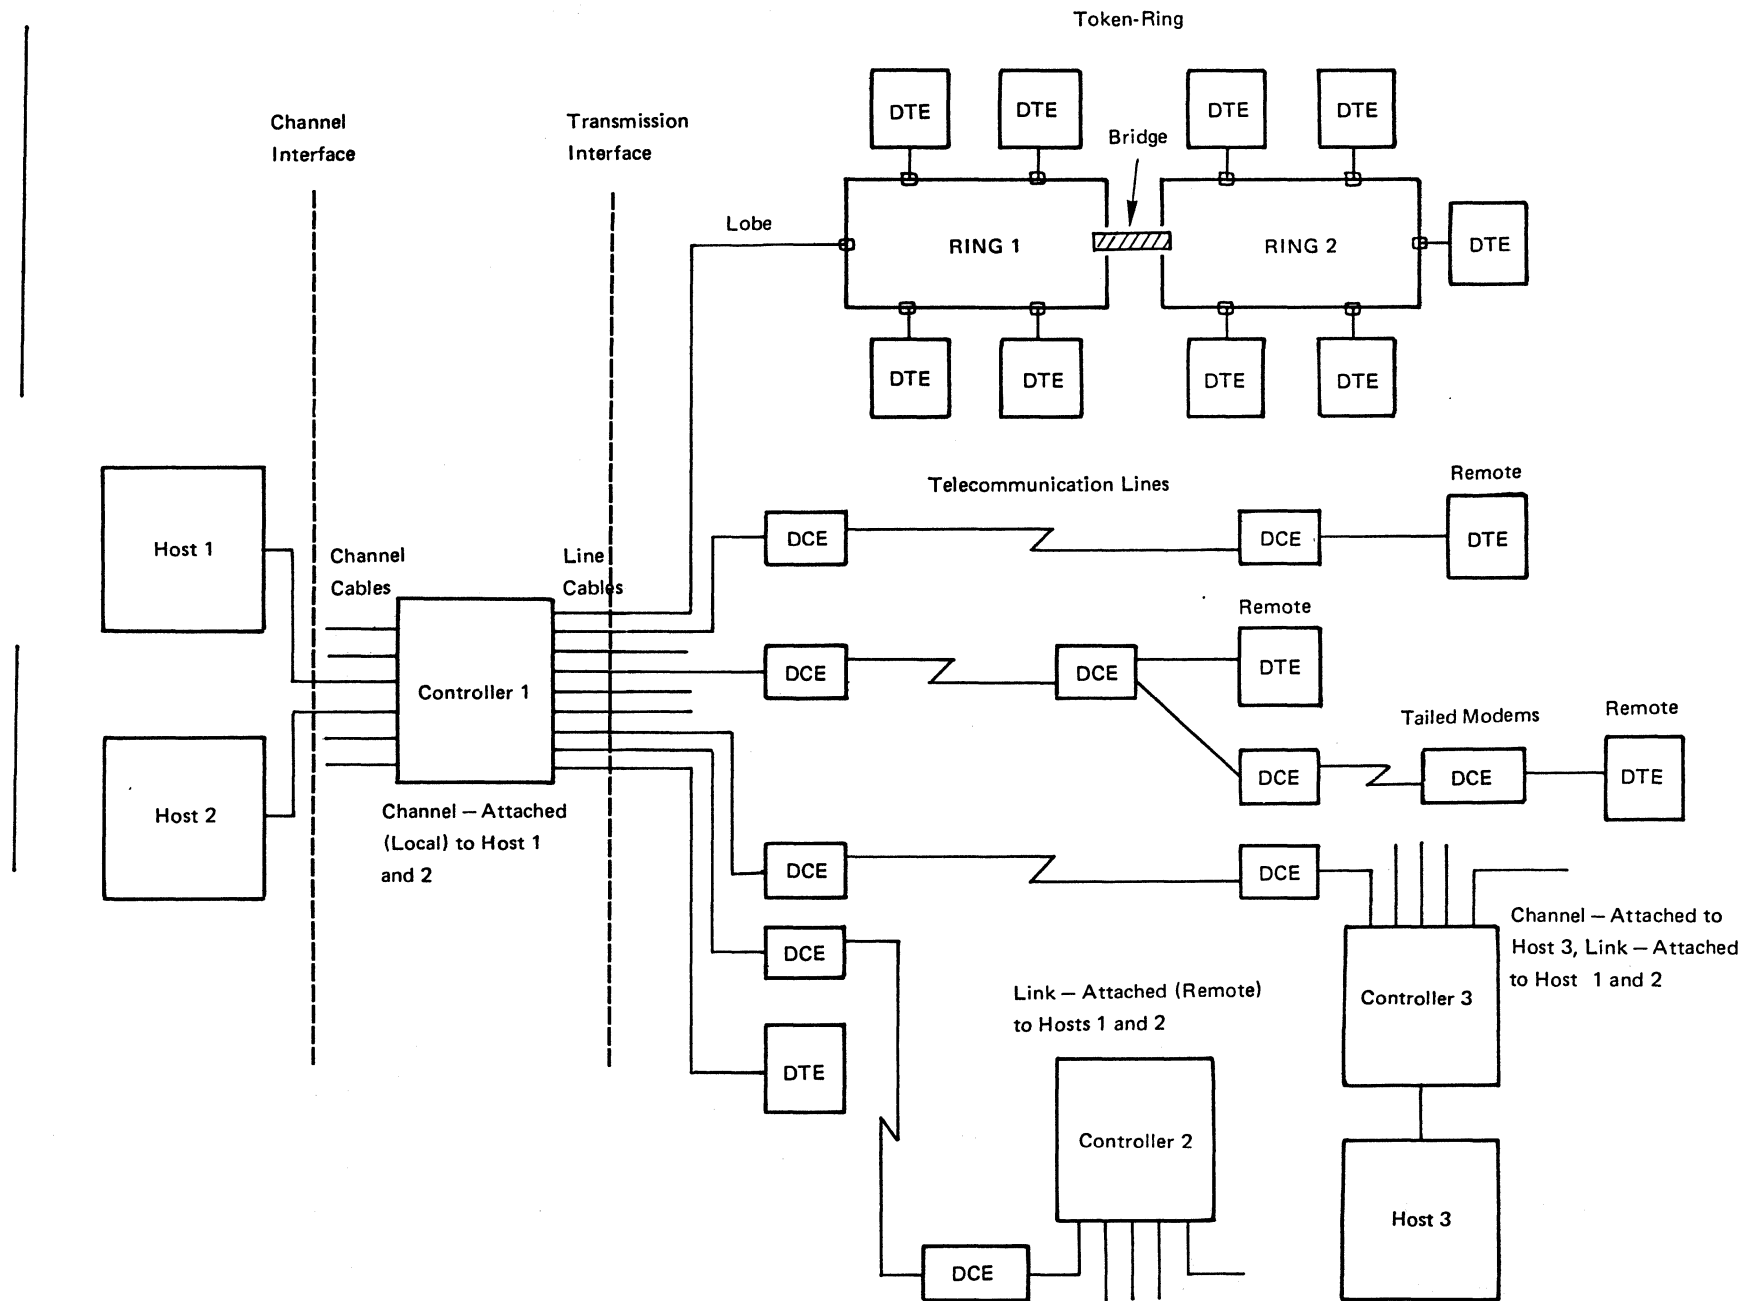 Token-Ring
DTE
DTE
DTE
DTE
Channel
Interface
Transmission
Interface
Bridge
Lobe
RING 1
RING 2
DTE
DTE
DTE
DTE
DTE
Telecommunication Lines
Remote
Host 1
Channel
Cables
Line
Cables
DCE
DCE
DTE
Remote
Controller 1
DCE
DCE
DTE
Tailed Modems
Remote
Host 2
DCE
DCE
DTE
Channel — Attached
(Local) to Host 1
and 2
DCE
DCE
Channel — Attached to
Host 3, Link — Attached
to Host 1 and 2
DCE
Link — Attached (Remote)
to Hosts 1 and 2
Controller 3
DTE
Controller 2
Host 3
DCE